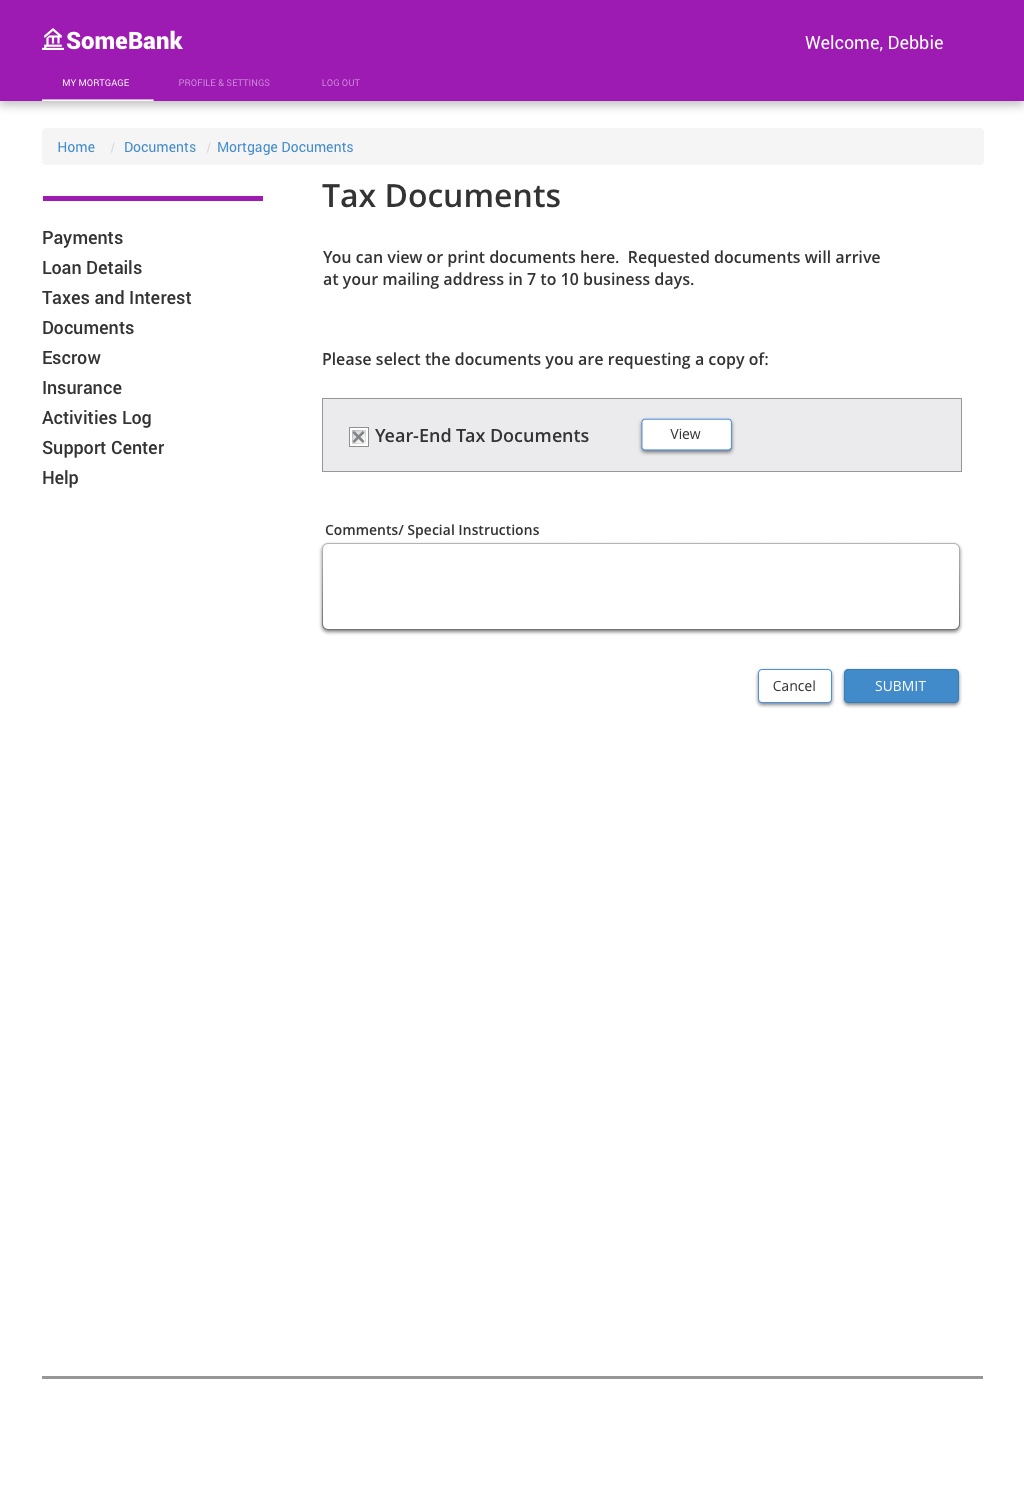 SomeBank
Welcome, Debbie
MY MORTGAGE
PROFILE & SETTINGS
LOG OUT
Home / Documents / Mortgage Documents
Tax Documents
Payments
Loan Details
Taxes and Interest
Documents
Escrow
Insurance
Activities Log
Support Center
Help
You can view or print documents here.  Requested documents will arrive
at your mailing address in 7 to 10 business days.
Please select the documents you are requesting a copy of:
Year-End Tax Documents
View
Comments/ Special Instructions
Cancel
SUBMIT